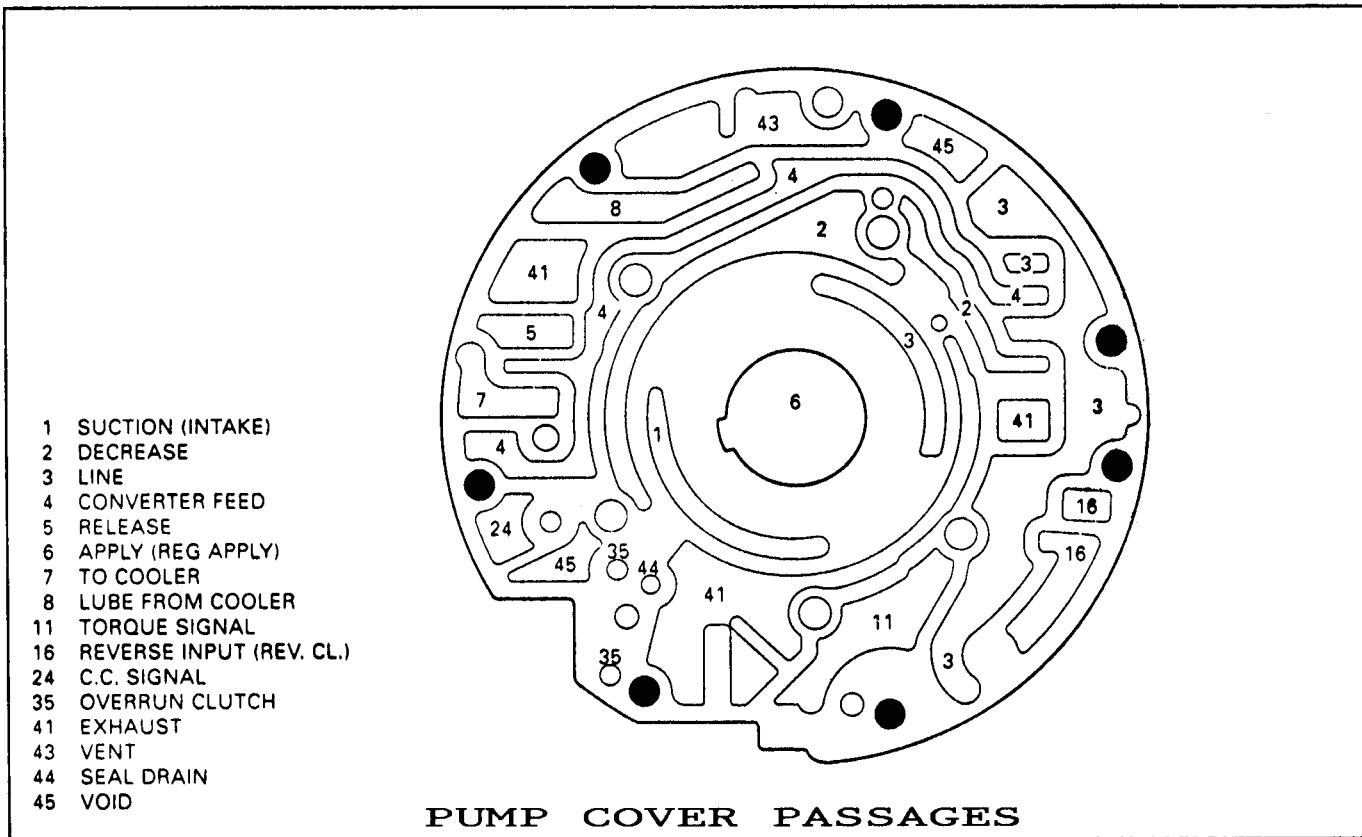 43
45
4
8
3
2
3
41
4
2
4
5
3
7
6
3
41
1
4
16
24
35
45
44
16
41
11
35
3
1 SUCTION (INTAKE)
2 DECREASE
3 LINE
4 CONVERTER FEED
5 RELEASE
6 APPLY (REG APPLY)
7 TO COOLER
8 LUBE FROM COOLER
11 TORQUE SIGNAL
16 REVERSE INPUT (REV. CL.)
24 C.C. SIGNAL
35 OVERRUN CLUTCH
41 EXHAUST
43 VENT
44 SEAL DRAIN
45 VOID
PUMP COVER PASSAGES